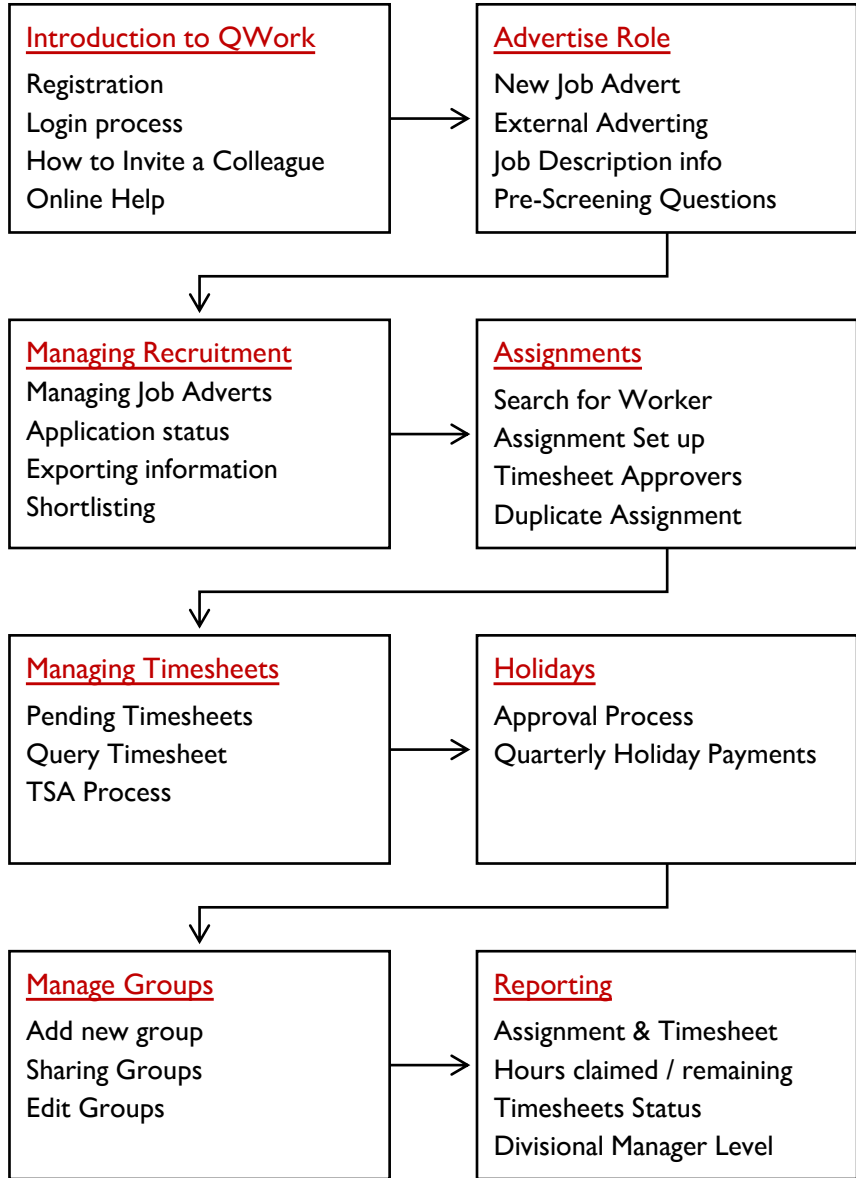 Introduction to QWork
Registration
Login process
How to Invite a Colleague
Online Help
Advertise Role
New Job Advert
External Adverting
Job Description info
Pre-Screening Questions
Managing Recruitment
Managing Job Adverts
Application status
Exporting information
Shortlisting
Assignments
Search for Worker
Assignment Set up
Timesheet Approvers
Duplicate Assignment
Managing Timesheets
Pending Timesheets
Query Timesheet
TSA Process
Holidays
Approval Process
Quarterly Holiday Payments
Manage Groups
Add new group
Sharing Groups
Edit Groups
Reporting
Assignment & Timesheet
Hours claimed / remaining
Timesheets Status
Divisional Manager Level